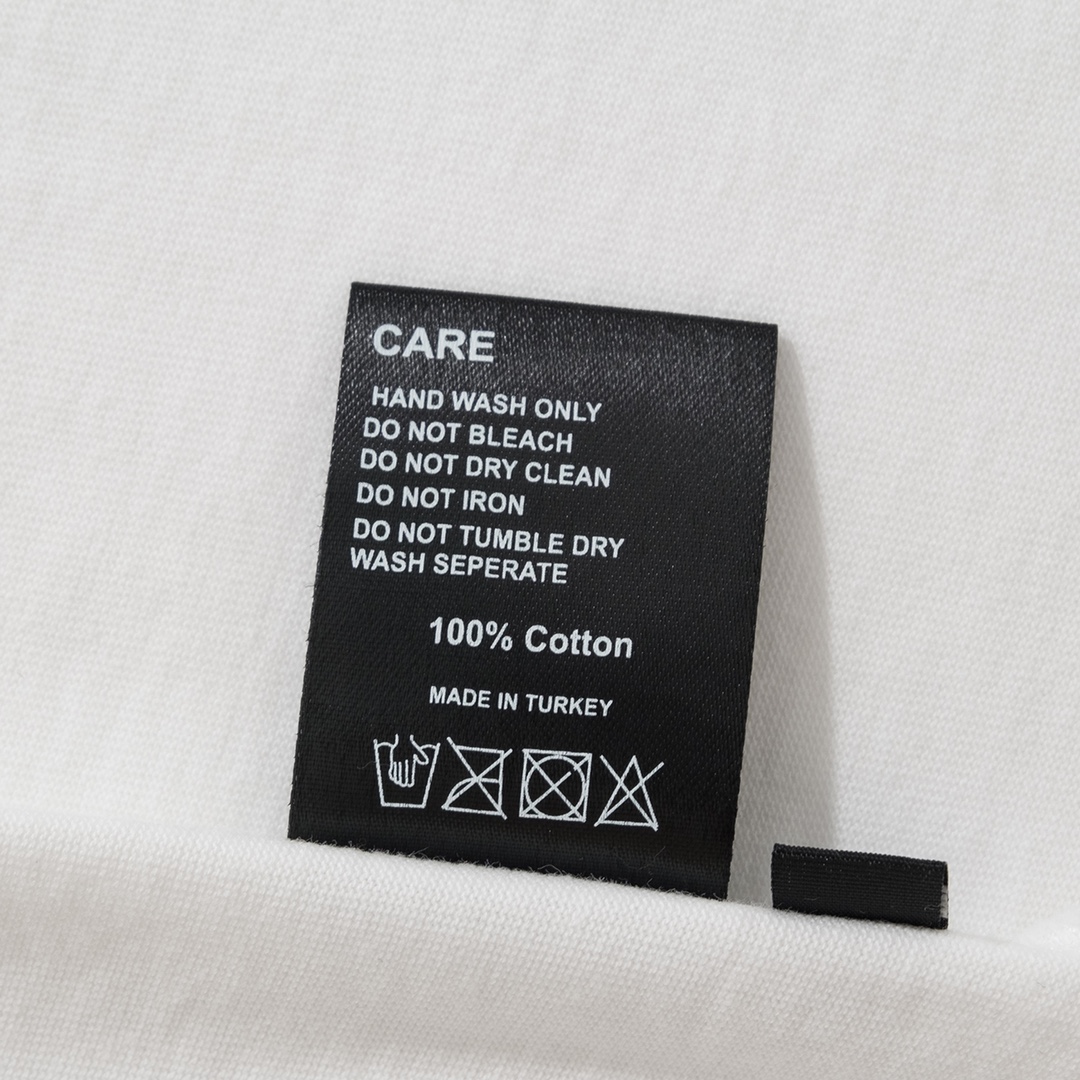 CARE
HAND WASH ONLY
DO NOT BLEACH
DO NOT DRY CLEAN
DO NOT IRON
DO NOT TUMBLE DRY
WASH SEPERATE
100% Cotton
MADE IN TURKEY